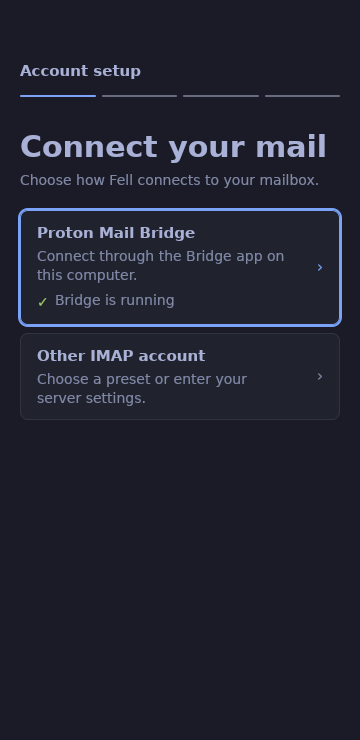 Account setup
Connect your mail
Choose how Fell connects to your mailbox.
Proton Mail Bridge
Connect through the Bridge app on
this computer.
✓ Bridge is running
Other IMAP account
Choose a preset or enter your
server settings.